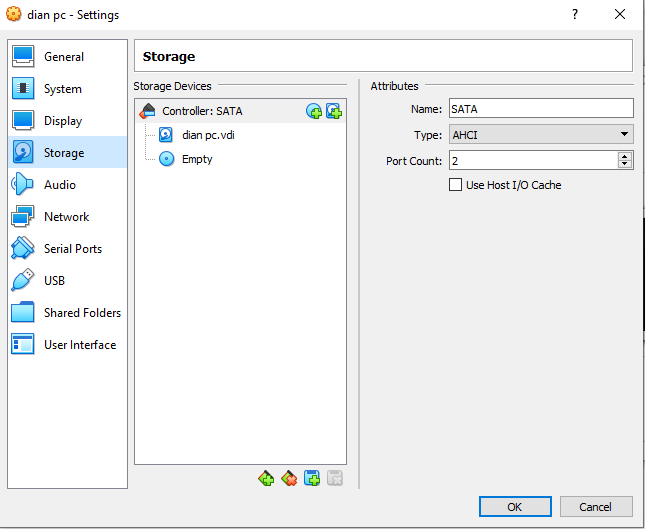 dian pc - Settings
?
General
System
Display
Storage
Audio
Network
Serial Ports
USB
Shared Folders
User Interface
Storage
Storage Devices
Controller: SATA
dian pc.vdi
Empty
Attributes
Name: SATA
Type: AHCI
Port Count: 2
Use Host I/O Cache
OK
Cancel